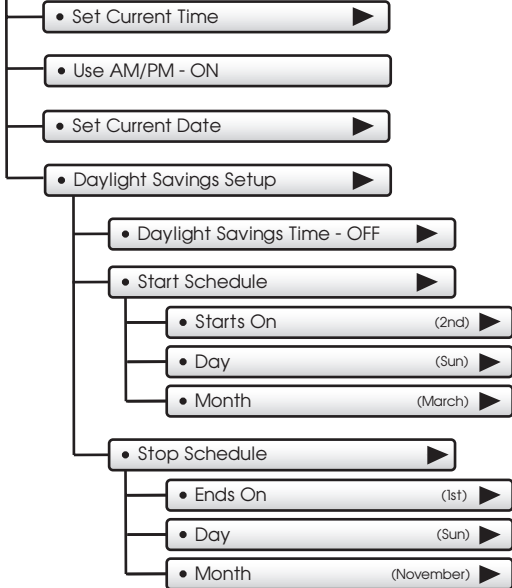 • Set Current Time
• Use AM/PM - ON
• Set Current Date
• Daylight Savings Setup
• Daylight Savings Time - OFF
• Start Schedule
• Starts On (2nd)
• Day (Sun)
• Month (March)
• Stop Schedule
• Ends On (1st)
• Day (Sun)
• Month (November)